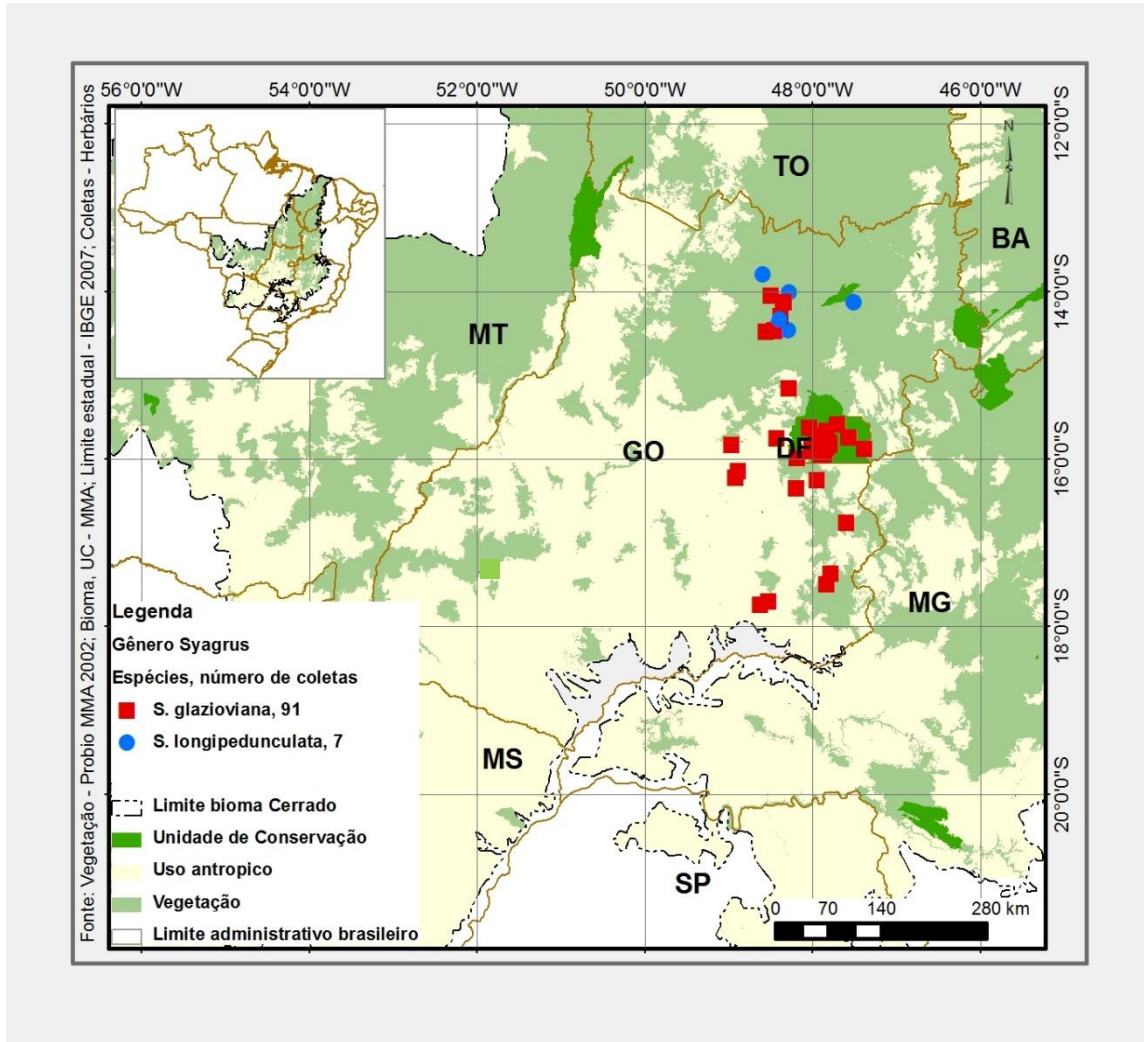 56°0'0"W 54°0'0"W 52°0'0"W 50°0'0"W 48°0'0"W 46°0'0"W
12°0'0"S
14°0'0"S
16°0'0"S
18°0'0"S
20°0'0"S
N
TO
BA
MT
GO
DF
MG
MS
SP
Legenda
Gênero Syagrus
Espécies, número de coletas
S. glazioviana, 91
S. longipedunculata, 7
Limite bioma Cerrado
Unidade de Conservação
Uso antropico
Vegetação
Limite administrativo brasileiro
0 70 140 280 km
Fonte: Vegetação - Probio MMA 2002; Bioma, UC - MMA; Limite estadual - IBGE 2007; Coletas - Herbários